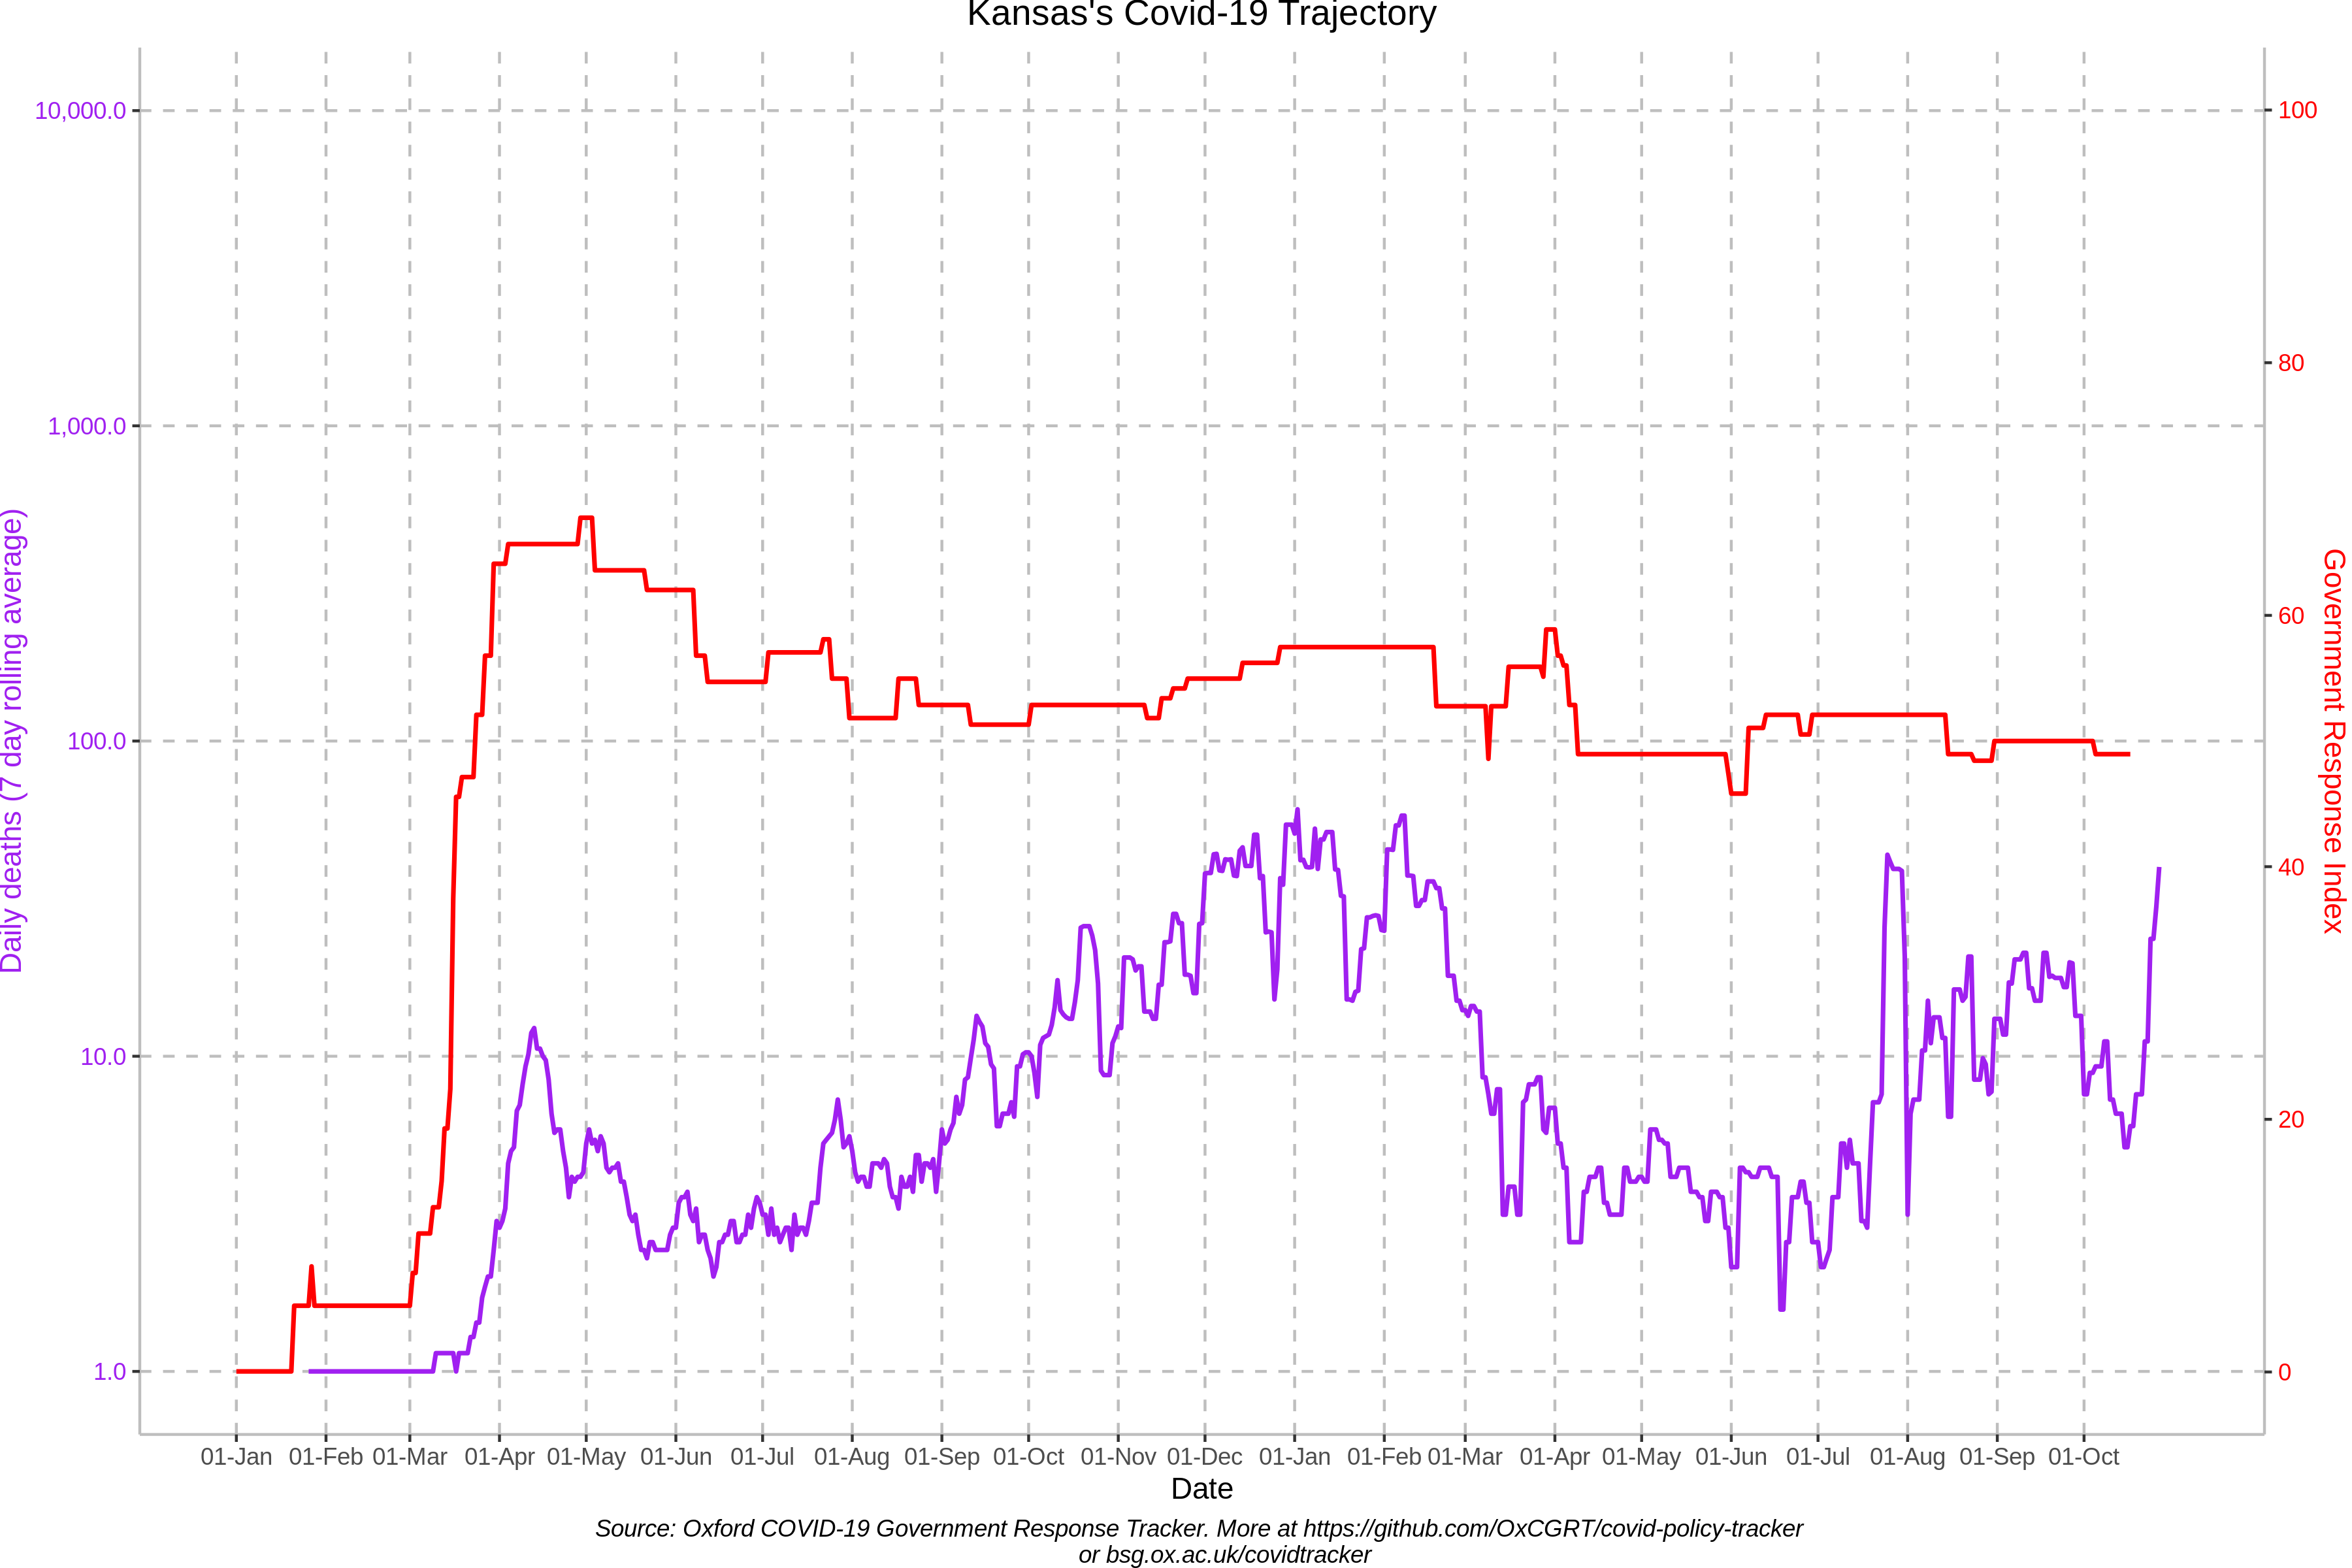 Kansas's Covid-19 Trajectory
10,000.0
1,000.0
100.0
10.0
1.0
Daily deaths (7 day rolling average)
100
80
60
40
20
0
Government Response Index
01-Jan 01-Feb 01-Mar 01-Apr 01-May 01-Jun 01-Jul 01-Aug 01-Sep 01-Oct 01-Nov 01-Dec 01-Jan 01-Feb 01-Mar 01-Apr 01-May 01-Jun 01-Jul 01-Aug 01-Sep 01-Oct
Date
Source: Oxford COVID-19 Government Response Tracker. More at https://github.com/OxCGRT/covid-policy-tracker
or bsg.ox.ac.uk/covidtracker